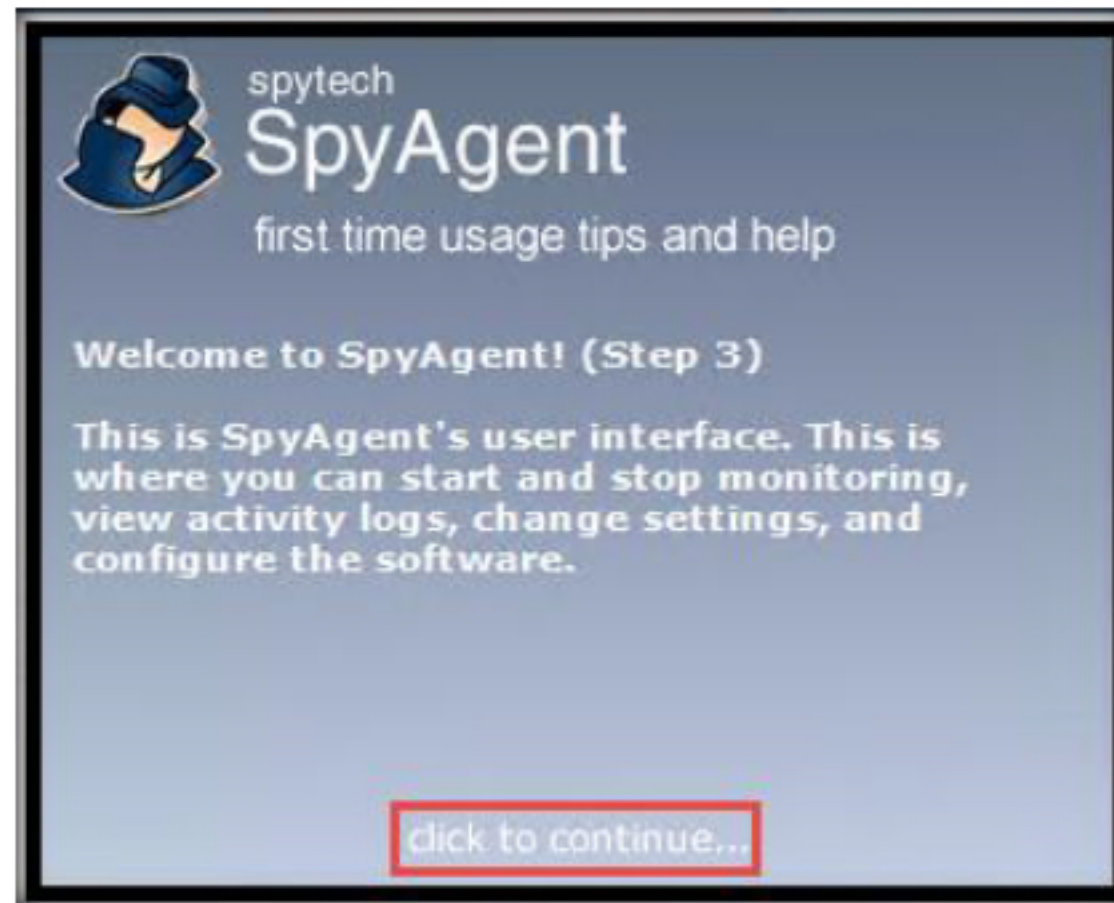 spytech
SpyAgent
first time usage tips and help
Welcome to SpyAgent! (Step 3)
This is SpyAgent's user interface. This is
where you can start and stop monitoring,
view activity logs, change settings, and
configure the software.
click to continue...